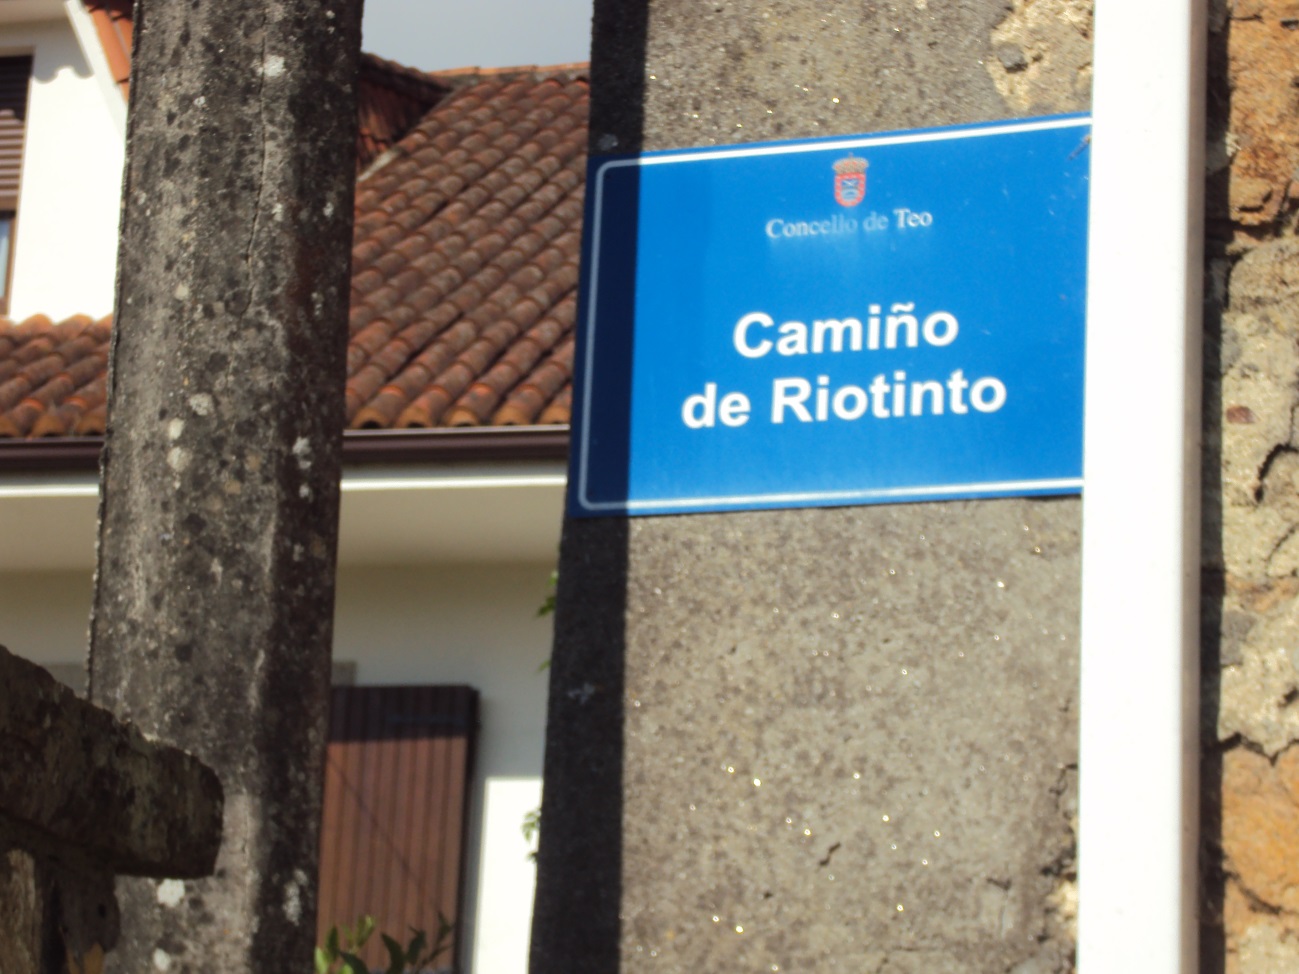 Concello de Teo
Camiño
de Riotinto